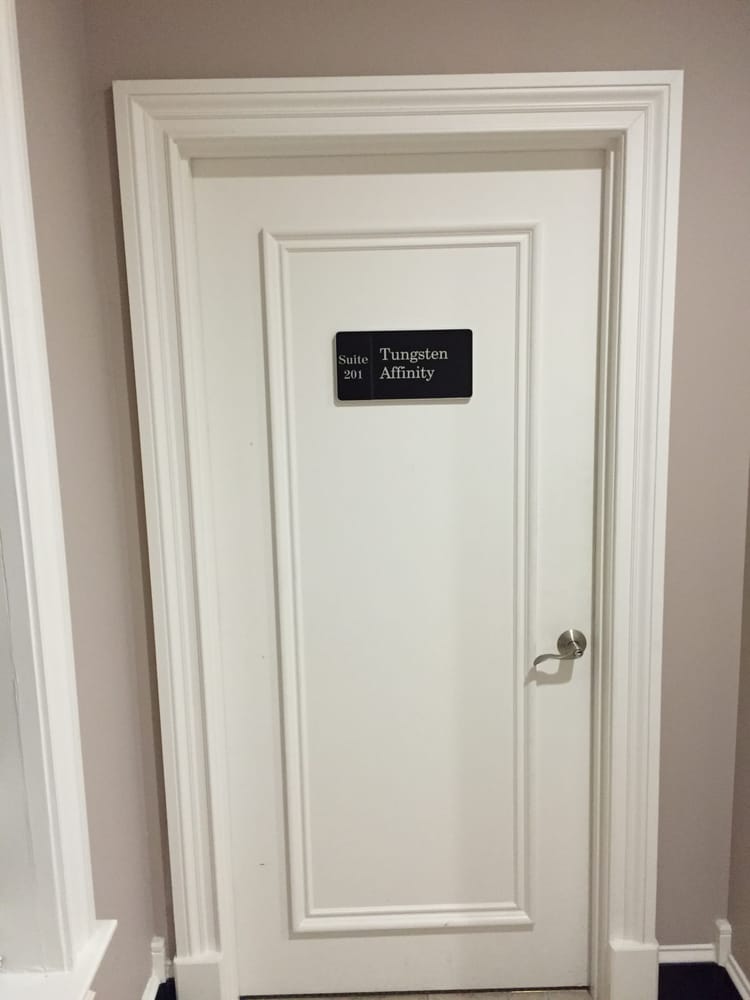 Suite
201
Tungsten
Affinity